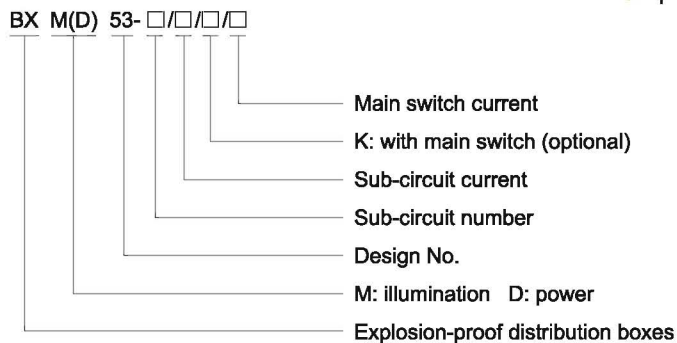 BX M(D) 53-□/□/□/□
Main switch current
K: with main switch (optional)
Sub-circuit current
Sub-circuit number
Design No.
M: illumination D: power
Explosion-proof distribution boxes